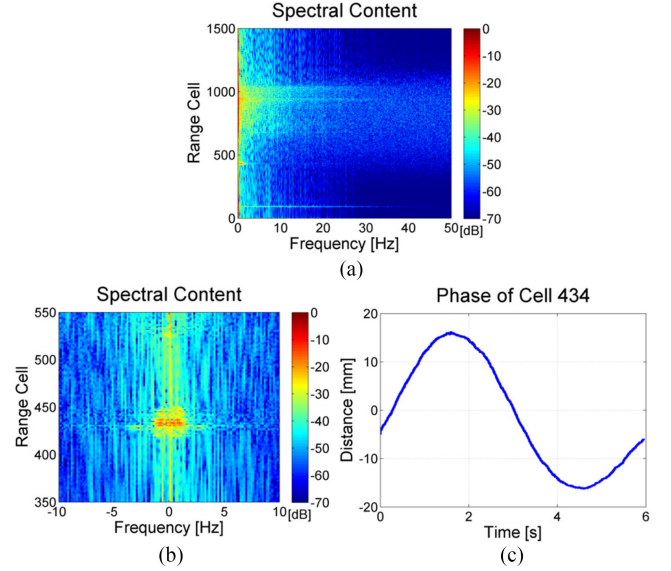 Spectral Content
1500
1000
500
0
Range Cell
0 10 20 30 40 50
Frequency [Hz]
-0
-10
-20
-30
-40
-50
-60
-70
[dB]
(a)
Spectral Content
550
500
450
400
350
Range Cell
-10 -5 0 5 10
Frequency [Hz]
0
-10
-20
-30
-40
-50
-60
-70
[dB]
(b)
Phase of Cell 434
20
10
0
-10
-20
Distance [mm]
0 2 4 6
Time [s]
(c)